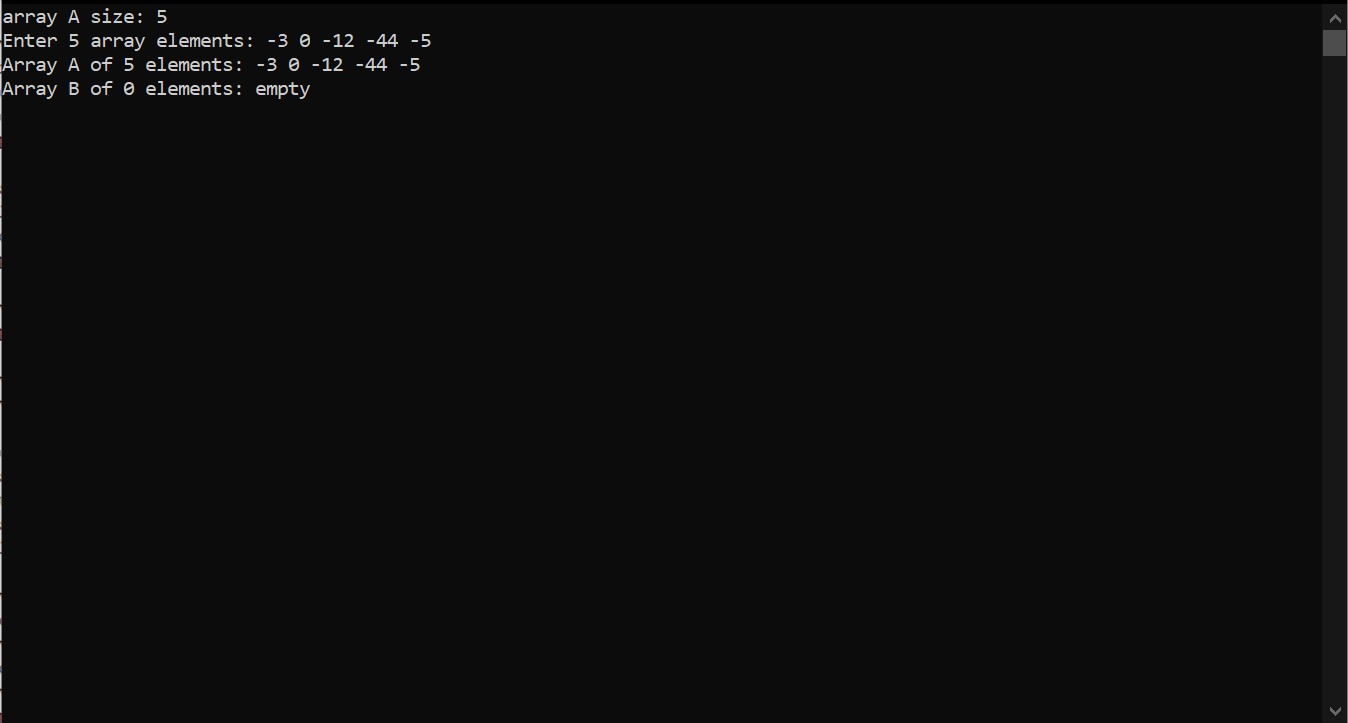 array A size: 5
Enter 5 array elements: -3 0 -12 -44 -5
Array A of 5 elements: -3 0 -12 -44 -5
Array B of 0 elements: empty